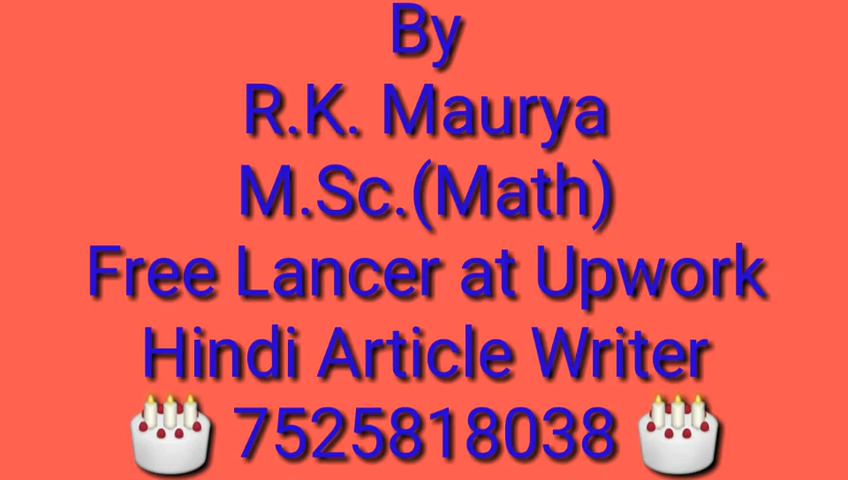 By
R.K. Maurya
M.Sc.(Math)
Free Lancer at Upwork
Hindi Article Writer
🎂 7525818038 🎂